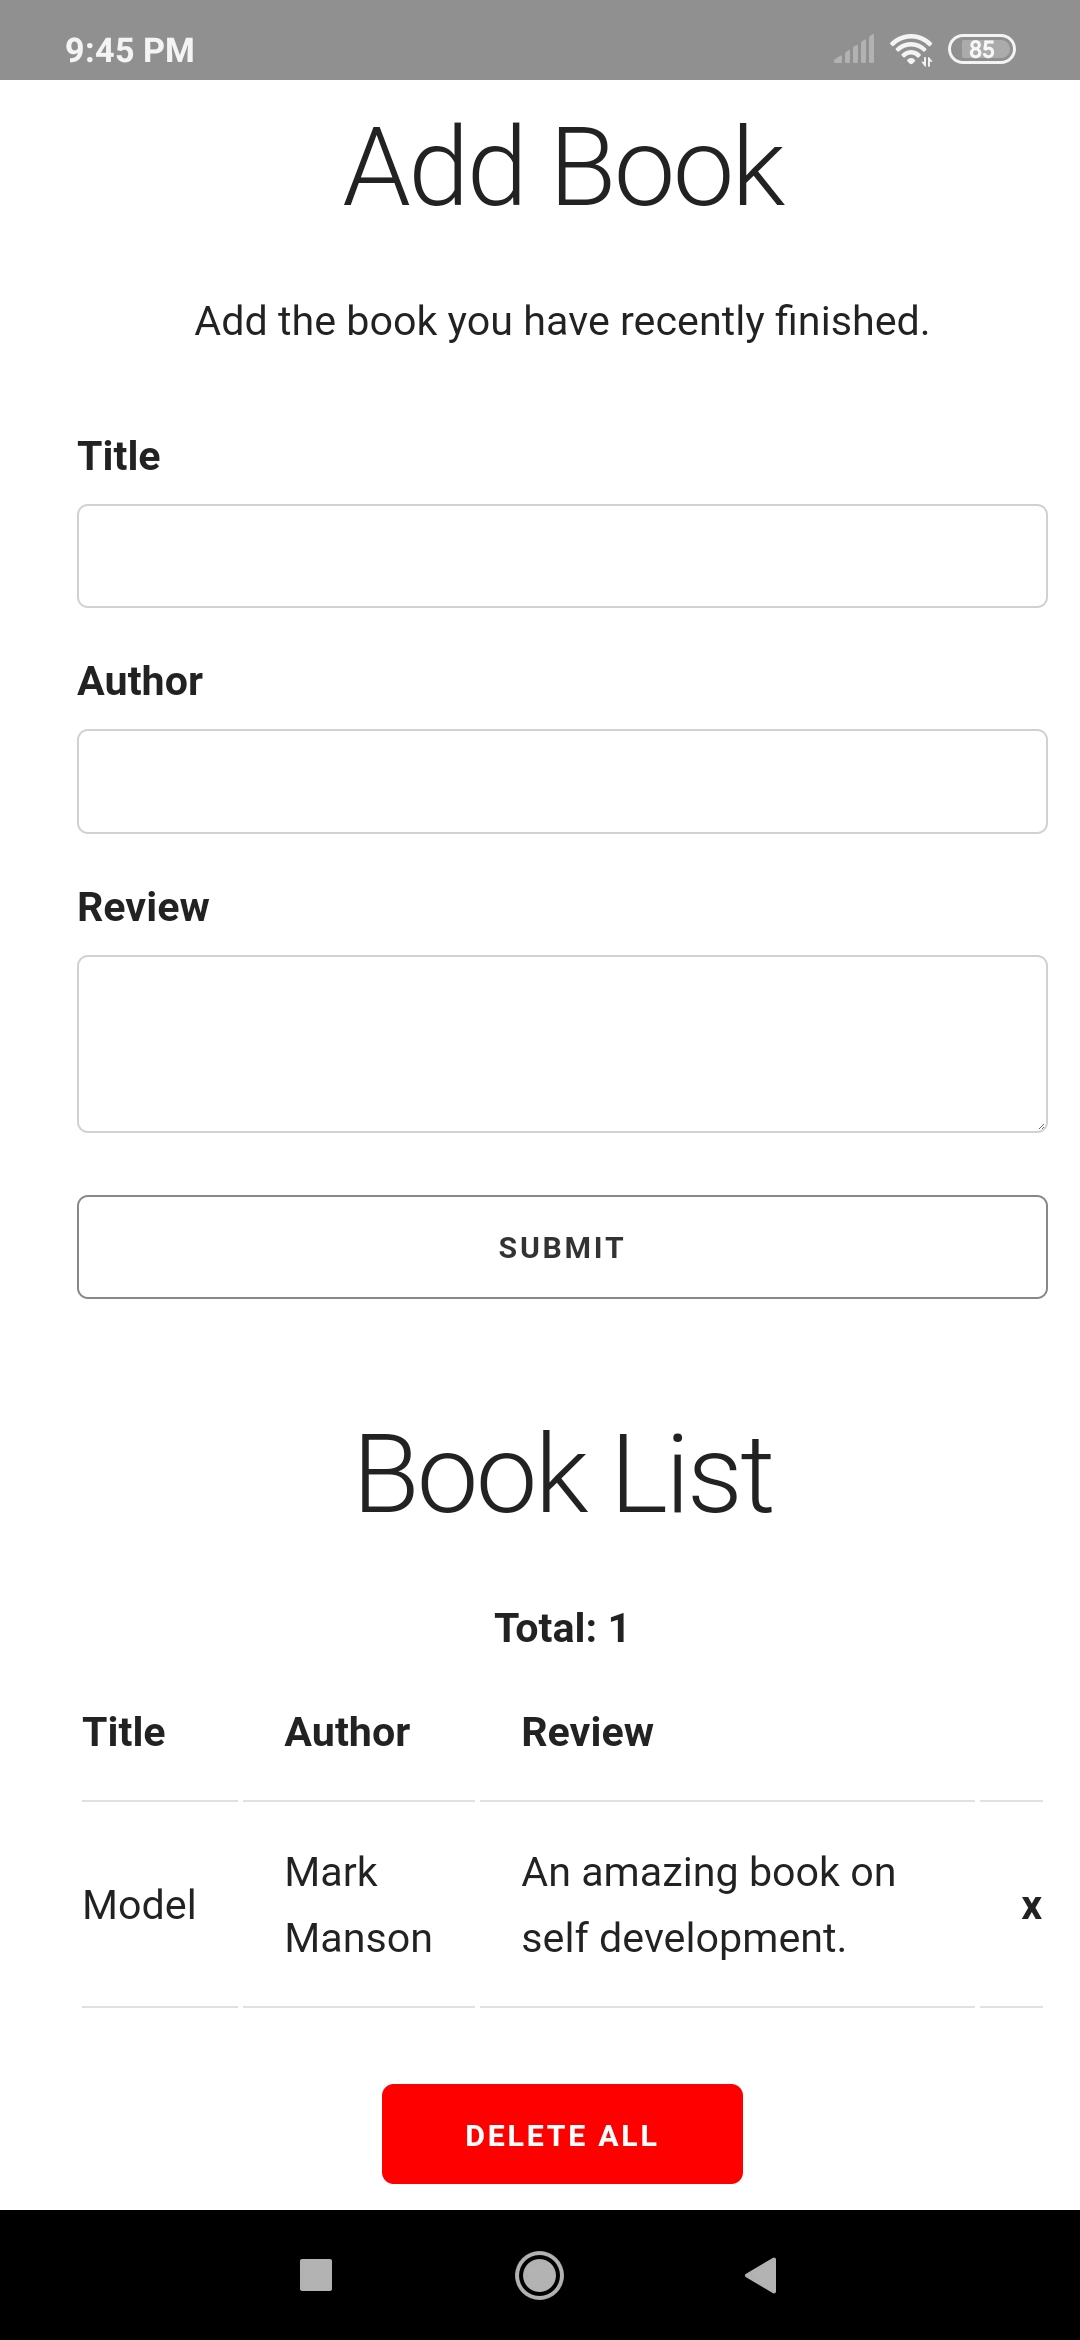 9:45 PM 85
Add Book
Add the book you have recently finished.
Title
Author
Review
SUBMIT
Book List
Total: 1
Title Author Review
Model Mark Manson An amazing book on self development. x
DELETE ALL